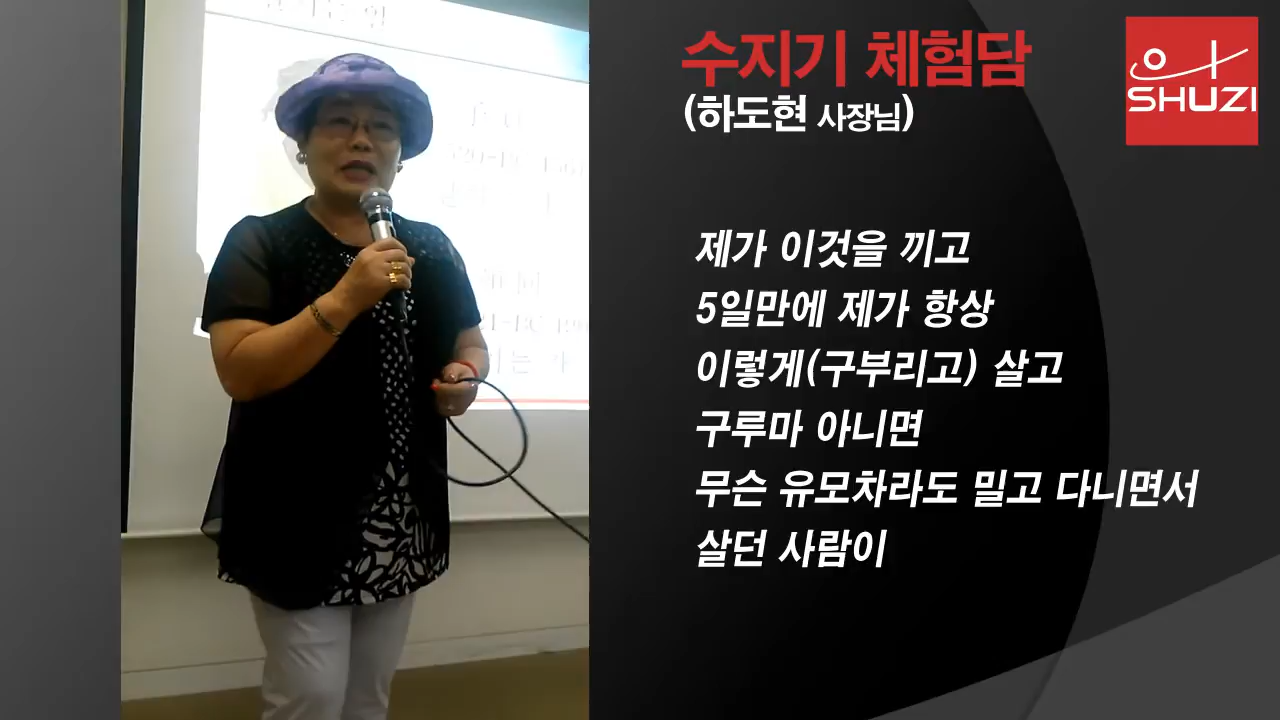 수지기 체험담
(하도현 사장님)
SHUZI
제가 이것을 끼고
5일만에 제가 항상
이렇게(구부리고) 살고
구루마 아니면
무슨 유모차라도 밀고 다니면서
살던 사람이